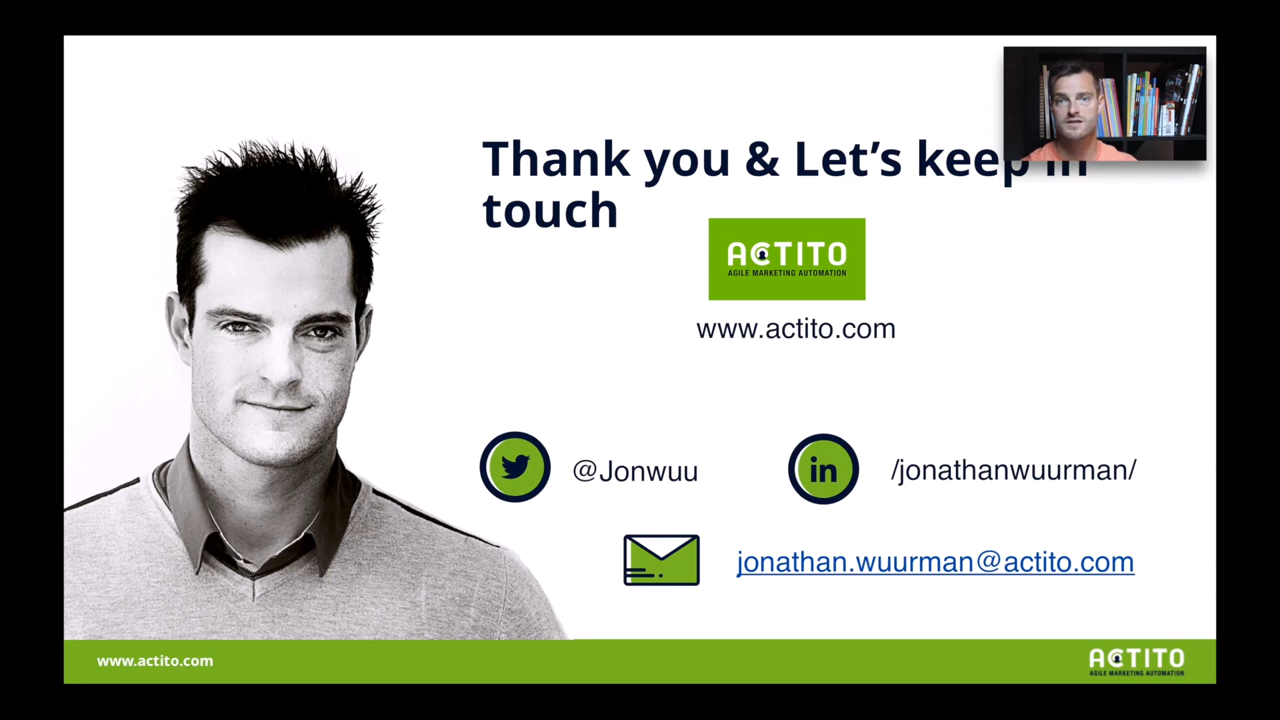 Thank you & Let’s keep in
touch
ACTITO
AGILE MARKETING AUTOMATION
www.actito.com
@Jonwuu
in
/jonathanwuurman/
jonathan.wuurman@actito.com
www.actito.com
ACTITO
AGILE MARKETING AUTOMATION